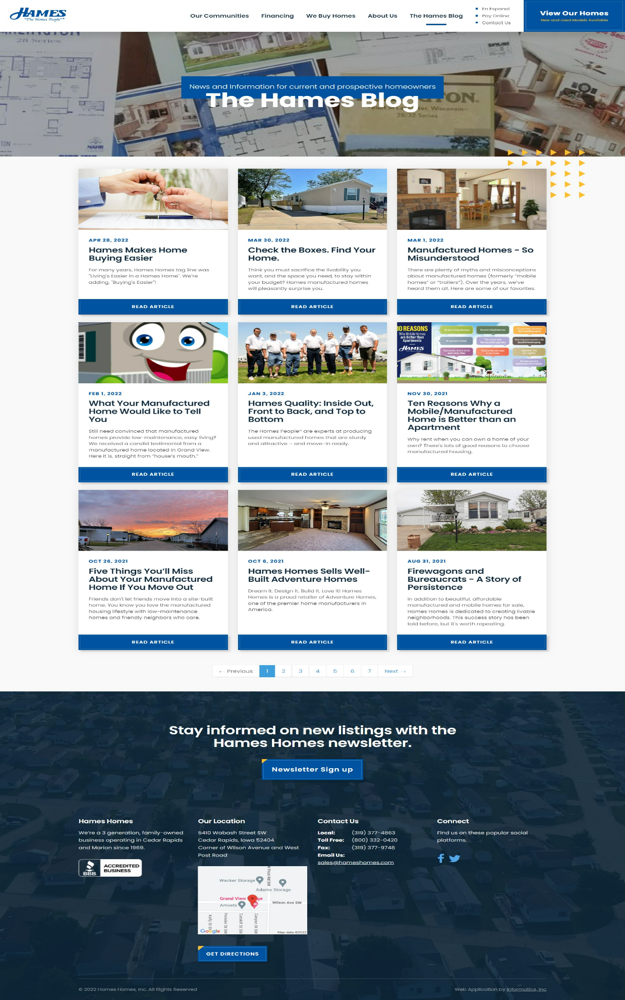 HAMES
"The Homes People"®
Our Communities
Financing
We Buy Homes
About Us
The Hames Blog
En Espanol
Pay Online
Contact Us
View Our Homes
New and Used Models Available
28 Series
SKYLINE
News and Information for current and prospective homeowners
The Hames Blog
Built in Lancaster, Wisconsin
28/32 Series
NAHB
APR 28, 2022
Hames Makes Home
Buying Easier
For many years, Hames Homes tag line was
"Living's Easier in a Hames Home". We're
adding, "Buying's Easier"!
READ ARTICLE
MAR 30, 2022
Check the Boxes. Find Your
Home.
Think you must sacrifice the livability you
want, and the space you need, to stay within
your budget? Hames manufactured homes
will pleasantly surprise you.
READ ARTICLE
MAR 1, 2022
Manufactured Homes – So
Misunderstood
There are plenty of myths and misconceptions
about manufactured homes (formerly “mobile
homes” or “trailers”). Over the years, we’ve
heard them all. Here are some of our favorites.
READ ARTICLE
FEB 1, 2022
What Your Manufactured
Home Would Like to Tell
You
Still need convinced that manufactured
homes provide low-maintenance, easy living?
We received a candid testimonial from a
manufactured home located in Grand View.
Here it is, straight from “house’s mouth.”
READ ARTICLE
JAN 3, 2022
Hames Quality: Inside Out,
Front to Back, and Top to
Bottom
The Homes People® are experts at producing
used manufactured homes that are sturdy
and attractive – and move-in ready.
READ ARTICLE
10 REASONS
Why Mobile Homes
are Better than
Apartments
HAMES
No one is living above you.
No one is living below you.
NOV 30, 2021
Ten Reasons Why a
Mobile/Manufactured
Home is Better than an
Apartment
Why rent when you can own a home of your
own? There's lots of good reasons to choose
manufactured housing.
READ ARTICLE
OCT 26, 2021
Five Things You’ll Miss
About Your Manufactured
Home If You Move Out
Friends don't let friends move into a site-built
home. You know you love the manufactured
housing lifestyle with low-maintenance
homes and friendly neighbors who care.
READ ARTICLE
OCT 6, 2021
Hames Homes Sells Well-
Built Adventure Homes
Dream it. Design it. Build it. Love it! Hames
Homes is a proud retailer of Adventure Homes,
one of the premier home manufacturers in
America.
READ ARTICLE
AUG 31, 2021
Firewagons and
Bureaucrats – A Story of
Persistence
In addition to beautiful, affordable
manufactured and mobile homes for sale,
Hames Homes is dedicated to creating livable
neighborhoods. This success story has been
told before, but it's worth repeating.
READ ARTICLE
← Previous 1 2 3 4 5 6 7 Next →
Stay informed on new listings with the
Hames Homes newsletter.
Newsletter Sign up
Hames Homes
We’re a 3 generation, family-owned
business operating in Cedar Rapids
and Marion since 1969.
BBB ACCREDITED
BUSINESS
Our Location
5410 Wabash Street SW
Cedar Rapids, Iowa 52404
Corner of Wilson Avenue and West
Post Road
W Post Rd SW
Wacker Storage
Adams Storage
Grand View
Wilson Ave SW
Amvets
Kelly St S
Hoosier St SW
Catskill St SW
Canyon St SW
Google
Map data ©2022
GET DIRECTIONS
Contact Us
Local: (319) 377-4863
Toll Free: (800) 332-0420
Fax: (319) 377-9748
Email Us:
sales@hameshomes.com
Connect
Find us on these popular social
platforms.
© 2022 Hames Homes, Inc. All Rights Reserved
Web Application by Informatics, Inc